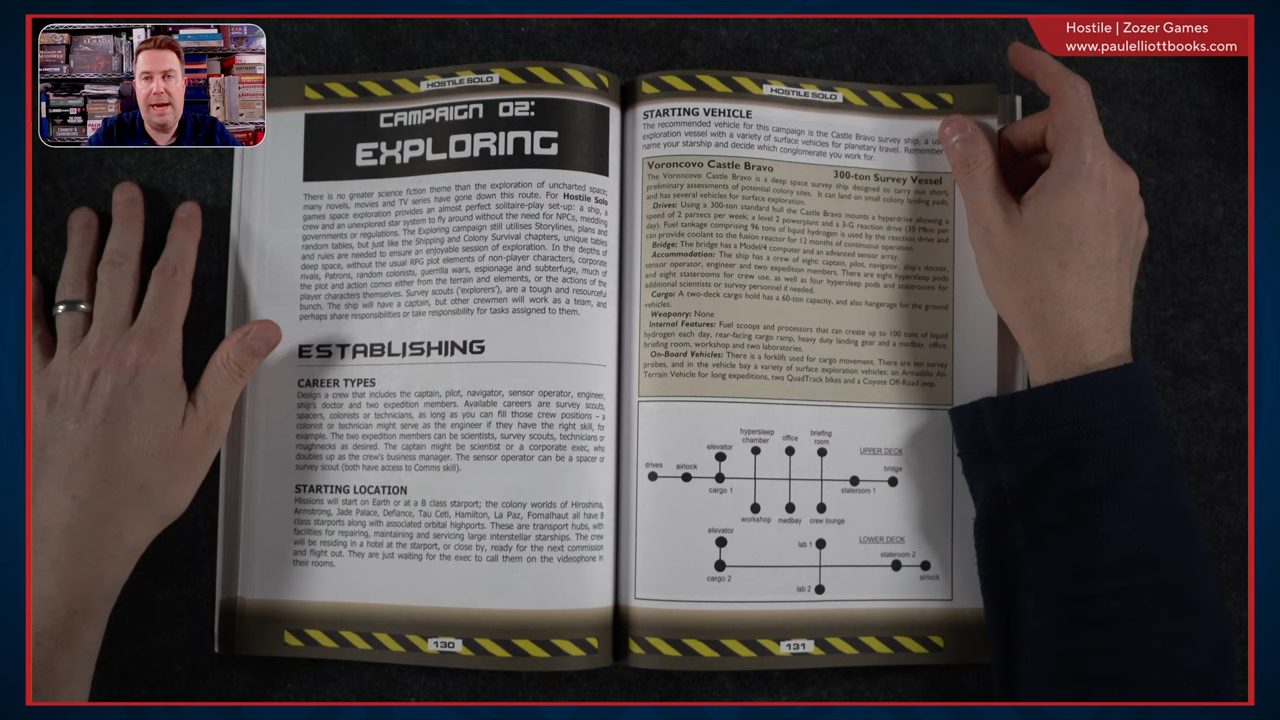 Hostile | Zozer Games
www.paulelliottbooks.com
HOSTILE SOLO
CAMPAIGN 02:
EXPLORING
There is no greater science fiction theme than the exploration of uncharted space;
many novels, movies and TV series have gone down this route. For Hostile Solo
games space exploration provides an almost perfect solitaire-play set-up: a ship, a
crew and an unexplored star system to fly around without the need for NPCs, meddling
governments or regulations. The Exploring campaign still utilises Storylines, plans and
random tables, but just like the Shipping and Colony Survival chapters, unique tables
and rules are needed to ensure an enjoyable session of exploration. In the depths of
deep space, without the usual RPG plot elements of non-player characters, corporate
rivals, Patrons, random colonists, guerrilla wars, espionage and subterfuge, much of
the plot and action comes either from the terrain and elements, or the actions of the
player characters themselves. Survey scouts ('explorers'), are a tough and resourceful
bunch. The ship will have a captain, but other crewmen will work as a team, and
perhaps share responsibilities or take responsibility for tasks assigned to them.
ESTABLISHING
CAREER TYPES
Design a crew that includes the captain, pilot, navigator, sensor operator, engineer,
ship's doctor and two expedition members. Available careers are survey scouts,
spacers, colonists or technicians, as long as you can fill those crew positions – a
colonist or technician might serve as the engineer if they have the right skill, for
example. The two expedition members can be scientists, survey scouts, technicians or
roughnecks as desired. The captain might be scientist or a corporate exec, who
doubles up as the crew's business manager. The sensor operator can be a spacer or
survey scout (both have access to Comms skill).
STARTING LOCATION
Missions will start on Earth or at a B class starport; the colony worlds of Hiroshima,
Armstrong, Jade Palace, Defiance, Tau Ceti, Hamilton, La Paz, Fomalhaut all have B
class starports along with associated orbital highports. These are transport hubs, with
facilities for repairing, maintaining and servicing large interstellar starships. The crew
will be residing in a hotel at the starport, or close by, ready for the next commission
and flight out. They are just waiting for the exec to call them on the videophone in
their rooms.
130
HOSTILE SOLO
STARTING VEHICLE
The recommended vehicle for this campaign is the Castle Bravo survey ship, a
exploration vessel with a variety of surface vehicles for planetary travel. Remember
name your starship and decide which conglomerate you work for.
Voroncovo Castle Bravo 300-ton Survey Vessel
The Voroncovo Castle Bravo is a deep space survey ship designed to carry out short,
preliminary assessments of potential colony sites. It can land on small colony landing pads,
and has several vehicles for surface exploration.
Drives: Using a 300-ton standard hull the Castle Bravo mounts a hyperdrive allowing a
speed of 2 parsecs per week; a level 2 powerplant and a 3-G reaction drive (30 Mkm per
day). Fuel tankage comprising 96 tons of liquid hydrogen is used by the reaction drive and
can provide coolant to the fusion reactor for 12 months of continuous operation.
Bridge: The bridge has a Model/4 computer and an advanced sensor array.
Accommodation: The ship has a crew of eight: captain, pilot, navigator, ship's doctor,
sensor operator, engineer and two expedition members. There are eight hypersleep pods
and eight staterooms for crew use, as well as four hypersleep pods and staterooms for
additional scientists or survey personnel if needed.
Cargo: A two-deck cargo hold has a 60-ton capacity, and also hangerage for the ground
vehicles.
Weaponry: None
Internal Features: Fuel scoops and processors that can create up to 100 tons of liquid
hydrogen each day, rear-facing cargo ramp, heavy duty landing gear and a medbay, office,
briefing room, workshop and two laboratories.
On-Board Vehicles: There is a forklift used for cargo movement. There are ten survey
probes, and in the vehicle bay a variety of surface exploration vehicles: an Armadillo All-
Terrain Vehicle for long expeditions, two QuadTrack bikes and a Coyote Off-Road jeep.
hypersleep chamber
office
briefing room
elevator
UPPER DECK
drives
airlock
bridge
cargo 1
stateroom 1
workshop
medbay
crew lounge
elevator
lab 1
LOWER DECK
stateroom 2
cargo 2
airlock
lab 2
131